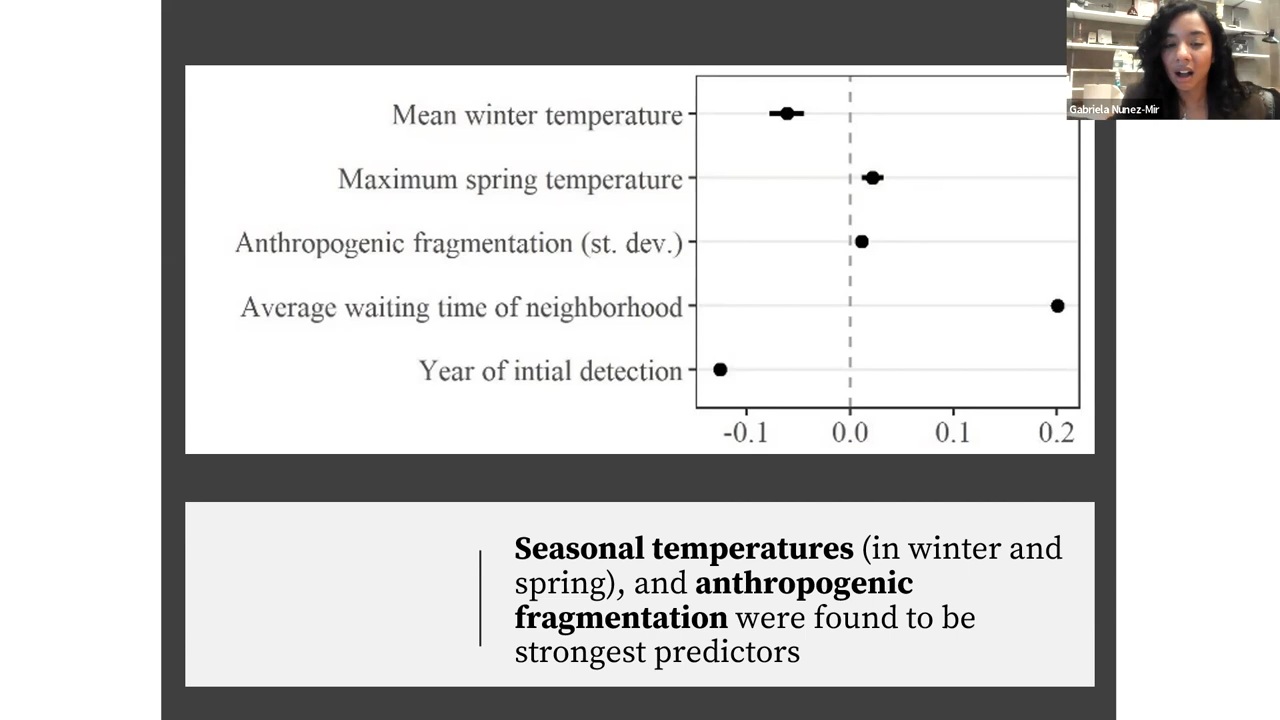 Gabriela Nunez-Mir
Mean winter temperature
Maximum spring temperature
Anthropogenic fragmentation (st. dev.)
Average waiting time of neighborhood
Year of intial detection
-0.1 0.0 0.1 0.2
Seasonal temperatures (in winter and
spring), and anthropogenic
fragmentation were found to be
strongest predictors